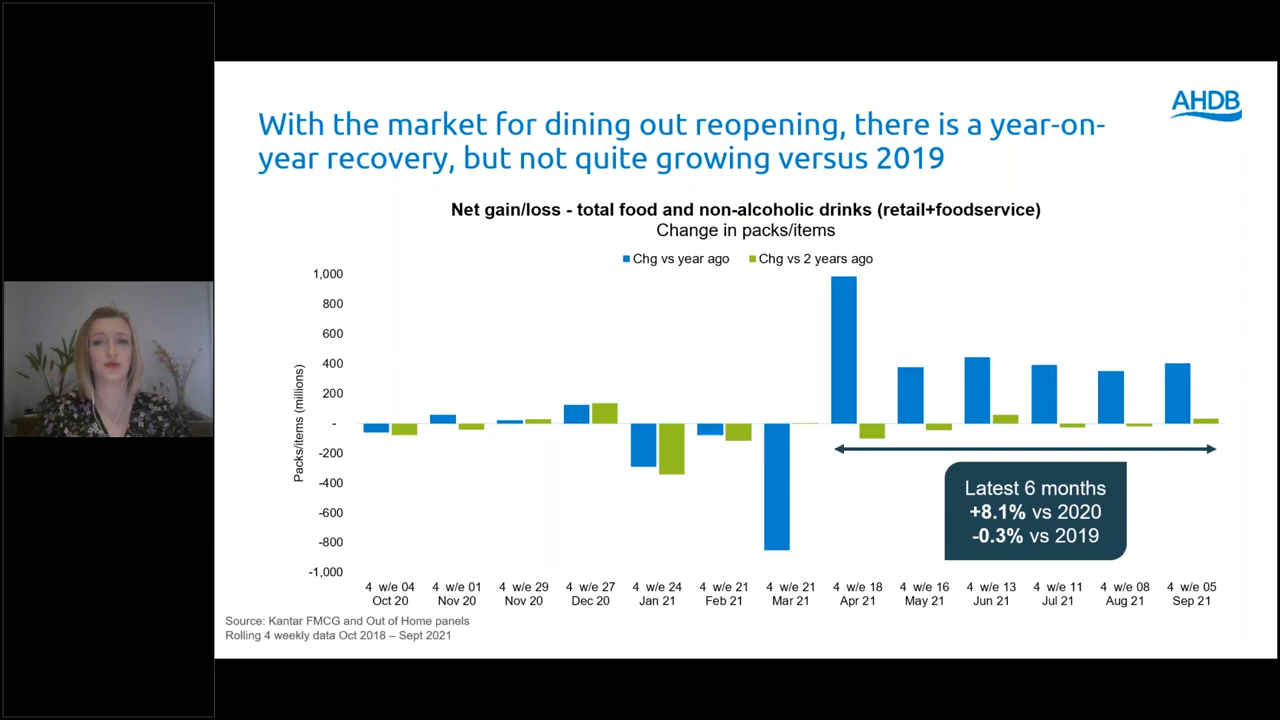 AHDB
With the market for dining out reopening, there is a year-on-
year recovery, but not quite growing versus 2019
Net gain/loss - total food and non-alcoholic drinks (retail+foodservice)
Change in packs/items
Chg vs year ago Chg vs 2 years ago
Packs/items (millions)
1,000
800
600
400
200
-
-200
-400
-600
-800
-1,000
Latest 6 months
+8.1% vs 2020
-0.3% vs 2019
4 w/e 04 4 w/e 01 4 w/e 29 4 w/e 27 4 w/e 24 4 w/e 21 4 w/e 21 4 w/e 18 4 w/e 16 4 w/e 13 4 w/e 11 4 w/e 08 4 w/e 05
Oct 20 Nov 20 Nov 20 Dec 20 Jan 21 Feb 21 Mar 21 Apr 21 May 21 Jun 21 Jul 21 Aug 21 Sep 21
Source: Kantar FMCG and Out of Home panels
Rolling 4 weekly data Oct 2018 – Sept 2021